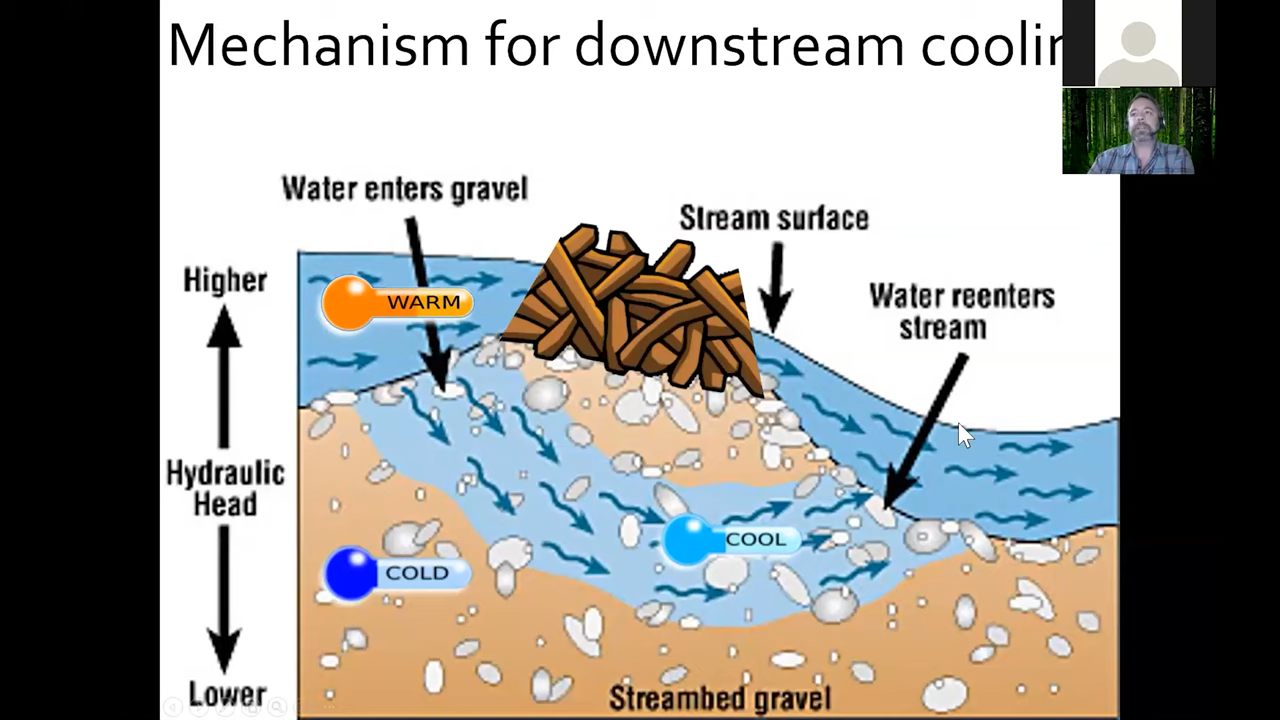 Mechanism for downstream coolin
Water enters gravel
Stream surface
Higher
WARM
Water reenters
stream
Hydraulic
Head
COOL
COLD
Lower
Streambed gravel